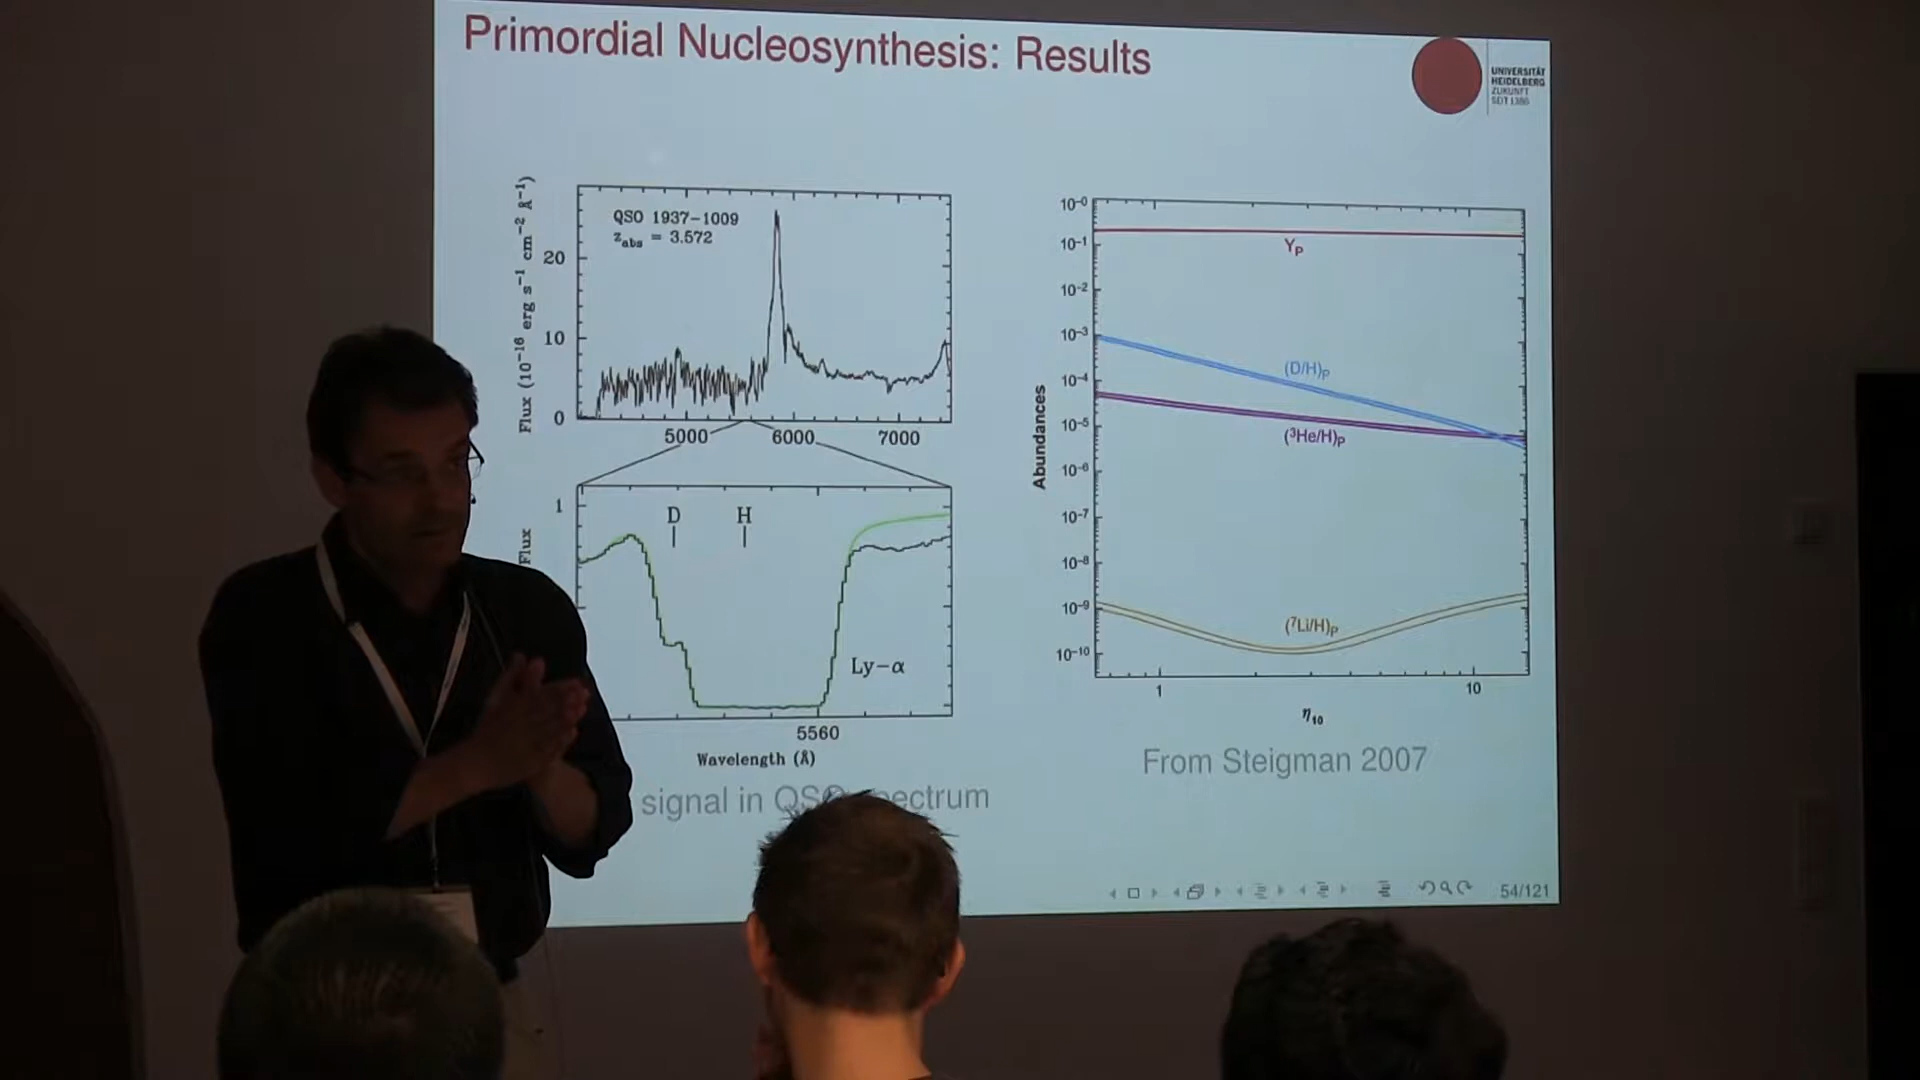 Primordial Nucleosynthesis: Results
UNIVERSITÄT
HEIDELBERG
ZUKUNFT
SEIT 1386
Flux (10⁻¹⁶ erg s⁻¹ cm⁻² Å⁻¹)
QSO 1937-1009
z_abs = 3.572
20
10
0
5000
6000
7000
1
D
H
Flux
Ly-α
5560
Wavelength (Å)
signal in QSO spectrum
Abundances
10⁻⁰
10⁻¹
10⁻²
10⁻³
10⁻⁴
10⁻⁵
10⁻⁶
10⁻⁷
10⁻⁸
10⁻⁹
10⁻¹⁰
Y_P
(D/H)_P
(³He/H)_P
(⁷Li/H)_P
1
10
η₁₀
From Steigman 2007
54/121